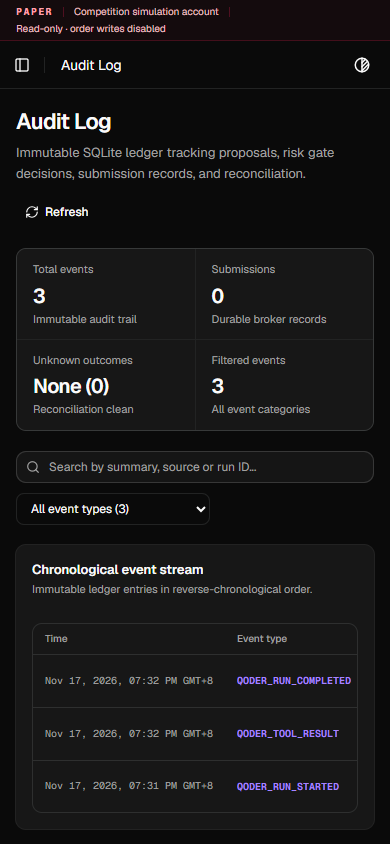 PAPER
Competition simulation account
Read-only · order writes disabled
Audit Log
Audit Log
Immutable SQLite ledger tracking proposals, risk gate
decisions, submission records, and reconciliation.
Refresh
Total events
3
Immutable audit trail
Submissions
0
Durable broker records
Unknown outcomes
None (0)
Reconciliation clean
Filtered events
3
All event categories
Search by summary, source or run ID...
All event types (3)
Chronological event stream
Immutable ledger entries in reverse-chronological order.
Time Event type
Nov 17, 2026, 07:32 PM GMT+8 QODER_RUN_COMPLETED
Nov 17, 2026, 07:32 PM GMT+8 QODER_TOOL_RESULT
Nov 17, 2026, 07:31 PM GMT+8 QODER_RUN_STARTED